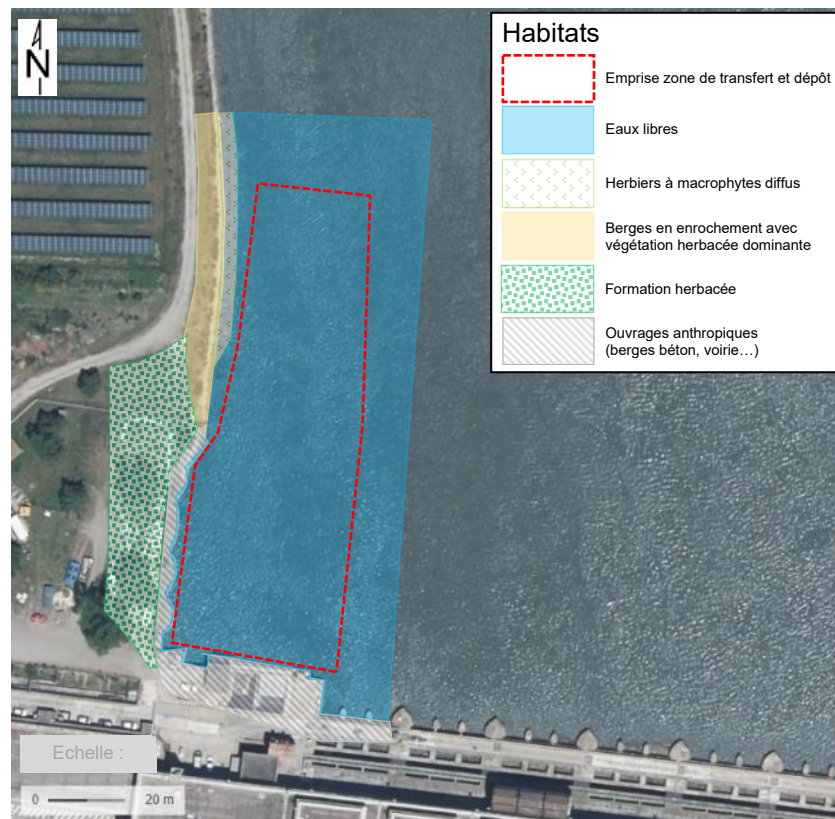 N
Habitats
Emprise zone de transfert et dépôt
Eaux libres
Herbiers à macrophytes diffus
Berges en enrochement avec
végétation herbacée dominante
Formation herbacée
Ouvrages anthropiques
(berges béton, voirie…)
Echelle :
0 20 m